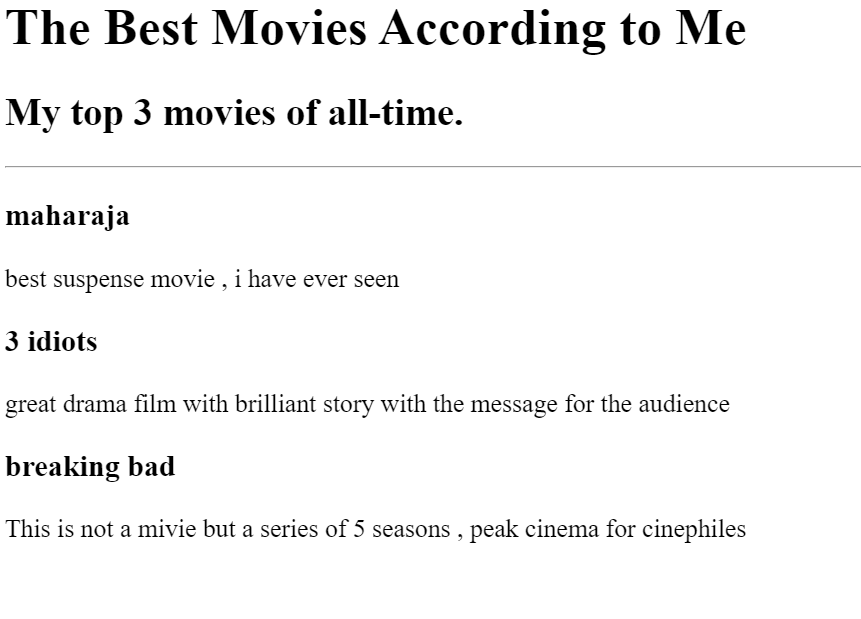 The Best Movies According to Me
My top 3 movies of all-time.
maharaja
best suspense movie , i have ever seen
3 idiots
great drama film with brilliant story with the message for the audience
breaking bad
This is not a mivie but a series of 5 seasons , peak cinema for cinephiles